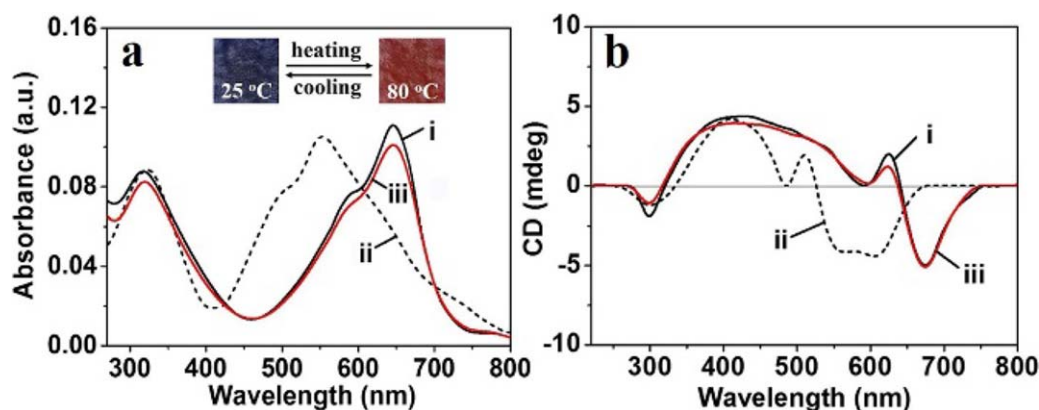 a
heating
25 °C
cooling
80 °C
0.16
0.12
0.08
0.04
0.00
Absorbance (a.u.)
i
iii
ii
300 400 500 600 700 800
Wavelength (nm)
b
10
5
0
-5
-10
CD (mdeg)
i
ii
iii
300 400 500 600 700 800
Wavelength (nm)